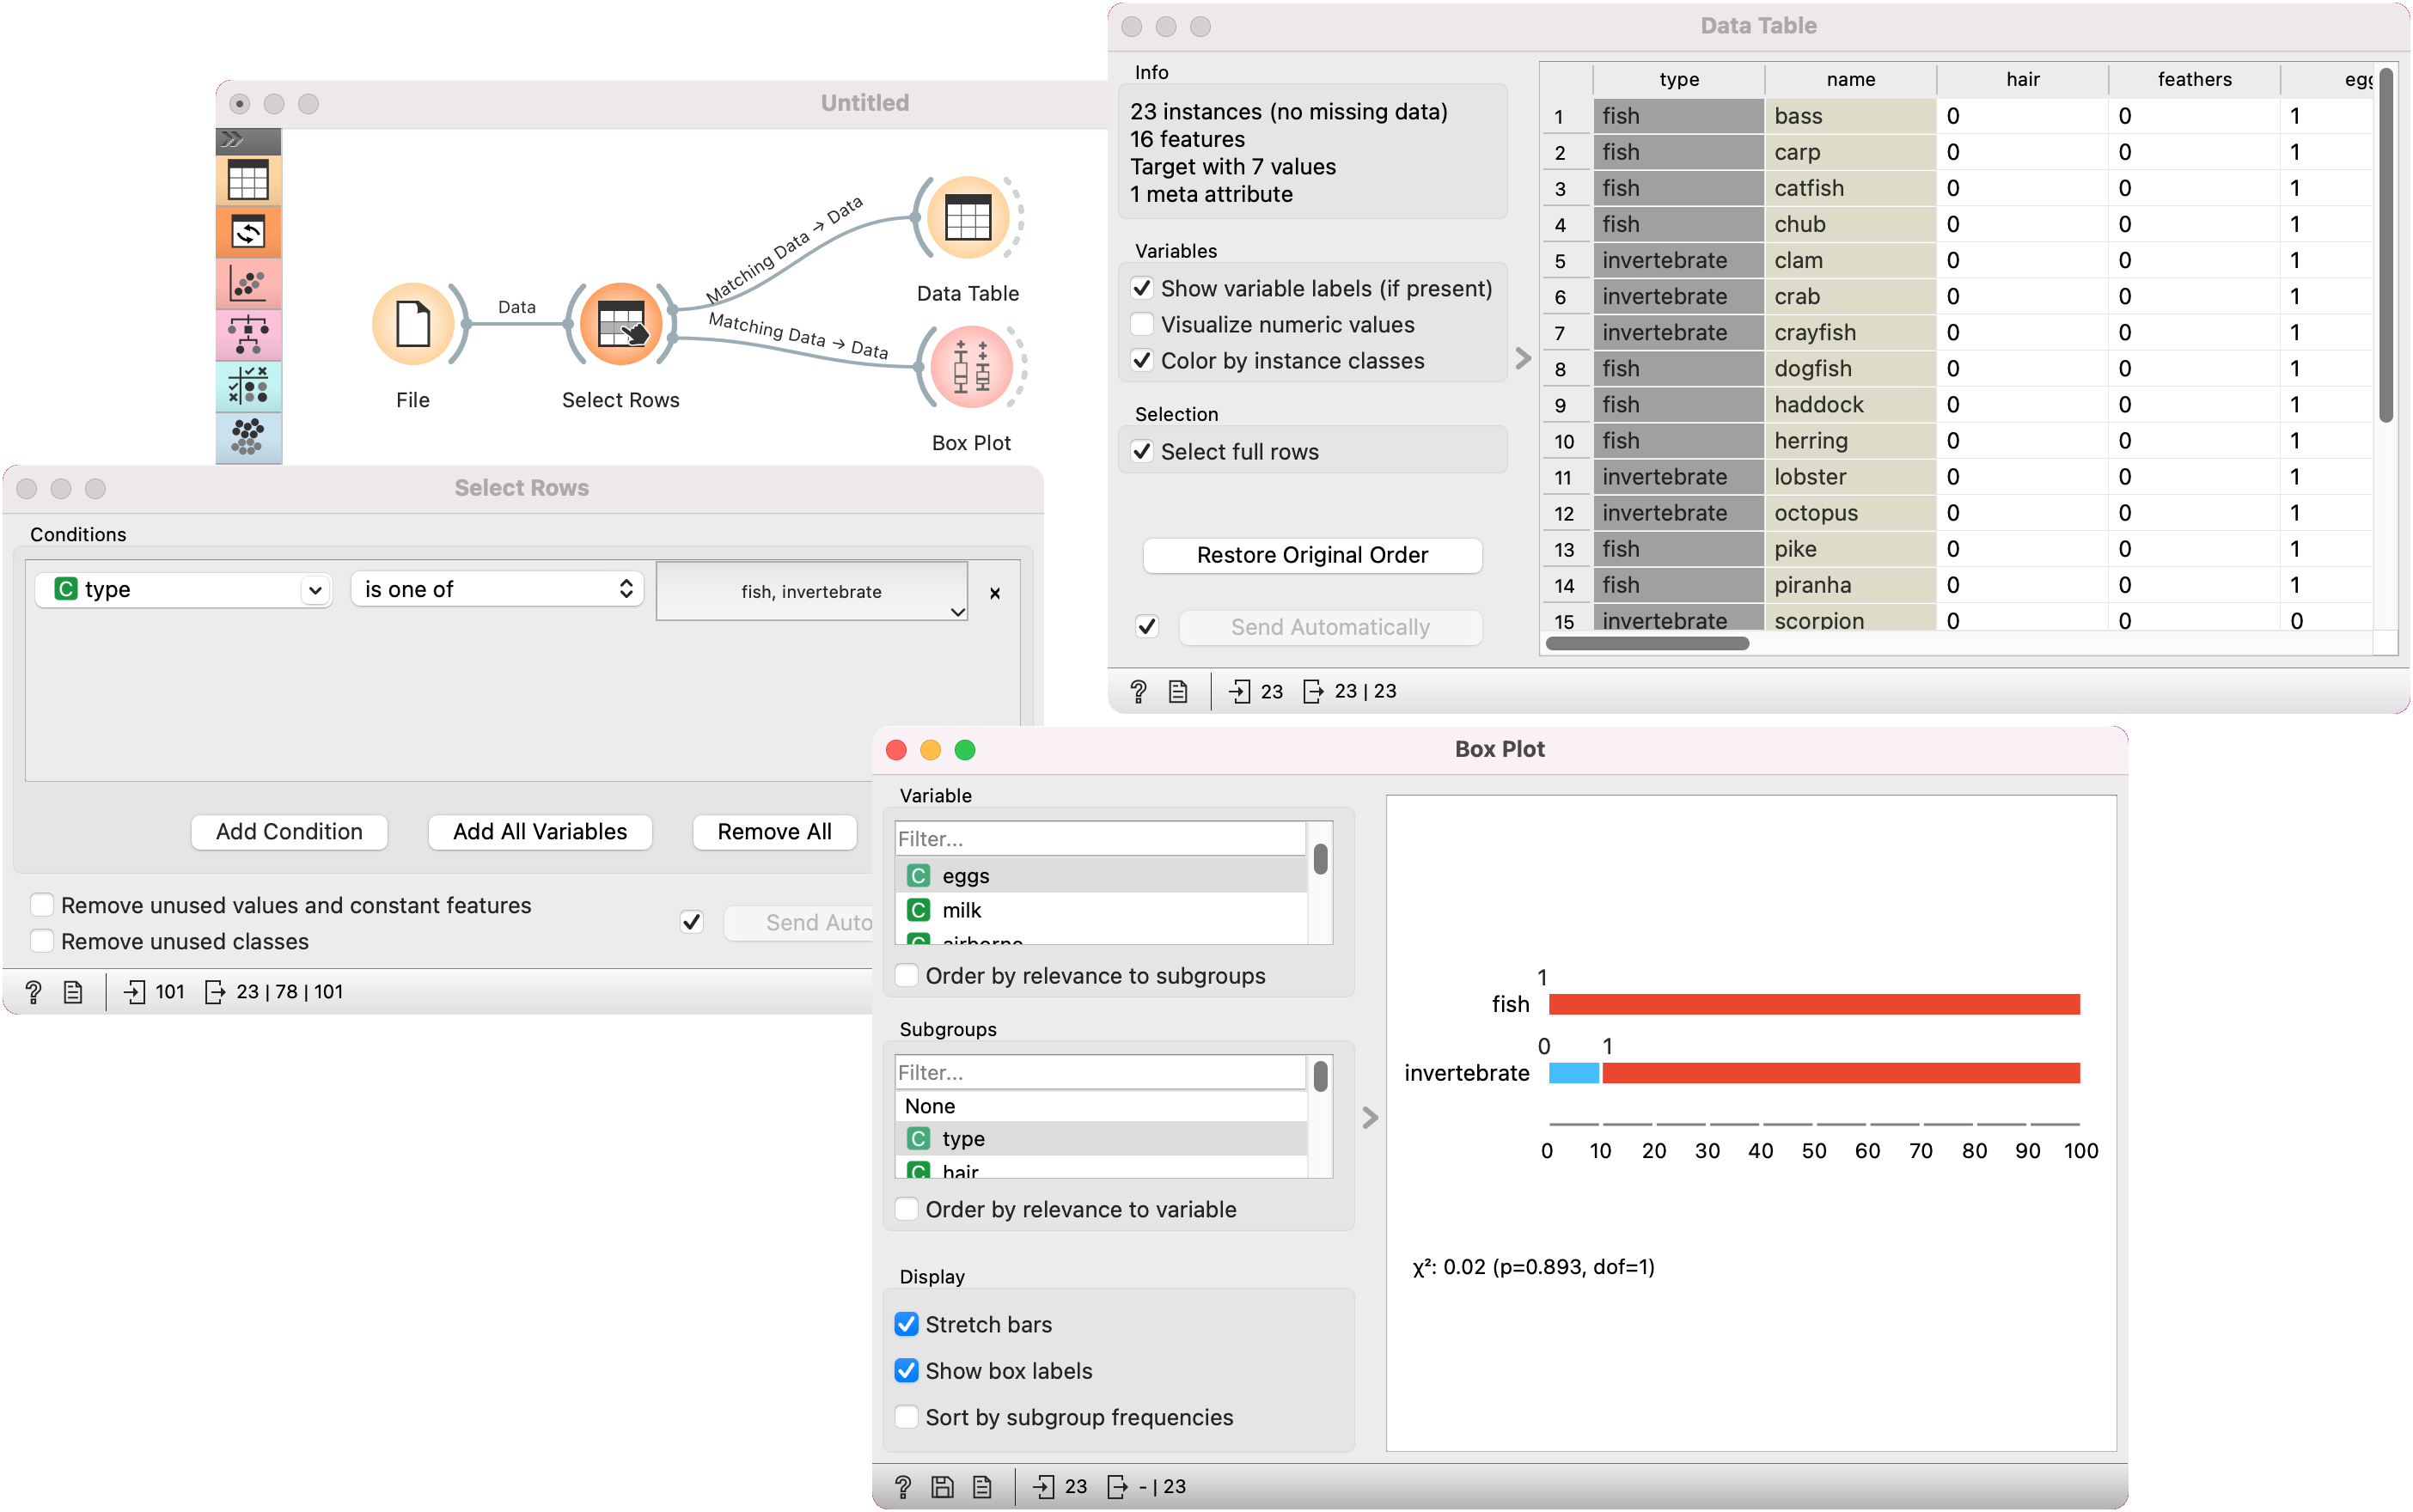 Untitled
Data
Matching Data → Data
Matching Data → Data
File
Select Rows
Data Table
Box Plot
Select Rows
Conditions
C type
is one of
fish, invertebrate
×
Add Condition
Add All Variables
Remove All
Remove unused values and constant features
Remove unused classes
Send Auto
? 101 23 | 78 | 101
Data Table
Info
23 instances (no missing data)
16 features
Target with 7 values
1 meta attribute
Variables
Show variable labels (if present)
Visualize numeric values
Color by instance classes
Selection
Select full rows
Restore Original Order
Send Automatically
type name hair feathers egg
1 fish bass 0 0 1
2 fish carp 0 0 1
3 fish catfish 0 0 1
4 fish chub 0 0 1
5 invertebrate clam 0 0 1
6 invertebrate crab 0 0 1
7 invertebrate crayfish 0 0 1
8 fish dogfish 0 0 1
9 fish haddock 0 0 1
10 fish herring 0 0 1
11 invertebrate lobster 0 0 1
12 invertebrate octopus 0 0 1
13 fish pike 0 0 1
14 fish piranha 0 0 1
15 invertebrate scorpion 0 0 0
? 23 23 | 23
Box Plot
Variable
Filter...
C eggs
C milk
C airborne
Order by relevance to subgroups
Subgroups
Filter...
None
C type
C hair
Order by relevance to variable
Display
Stretch bars
Show box labels
Sort by subgroup frequencies
1
fish
0 1
invertebrate
0 10 20 30 40 50 60 70 80 90 100
χ²: 0.02 (p=0.893, dof=1)
? 23 - | 23